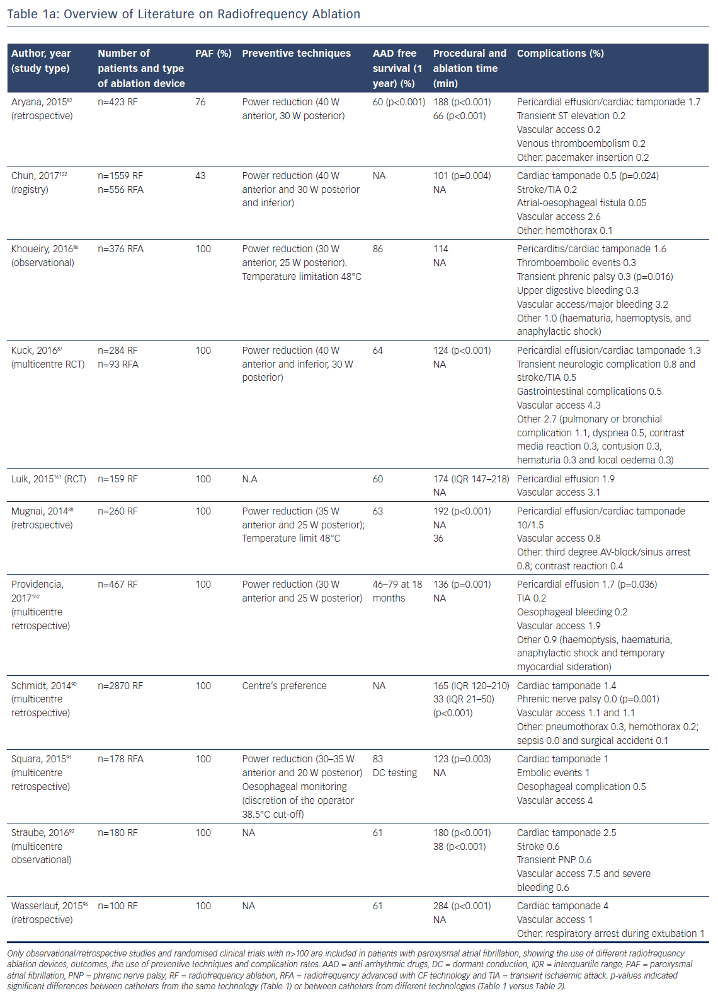 Table 1a: Overview of Literature on Radiofrequency Ablation
Author, year (study type) Number of patients and type of ablation device PAF (%) Preventive techniques AAD free survival (1 year) (%) Procedural and ablation time (min) Complications (%)
Aryana, 2015⁸² n=423 RF 76 Power reduction (40 W 60 (p<0.001) 188 (p<0.001) Pericardial effusion/cardiac tamponade 1.7
(retrospective) anterior, 30 W posterior) 66 (p<0.001) Transient ST elevation 0.2
Vascular access 0.2
Venous thromboembolism 0.2
Other: pacemaker insertion 0.2
Chun, 2017¹²² n=1559 RF 43 Power reduction (40 W NA 101 (p=0.004) Cardiac tamponade 0.5 (p=0.024)
(registry) n=556 RFA anterior and 30 W posterior NA Stroke/TIA 0.2
and inferior) Atrial-oesophageal fistula 0.05
Vascular access 2.6
Other: hemothorax 0.1
Khoueiry, 2016⁸⁶ n=376 RFA 100 Power reduction (30 W 86 114 Pericarditis/cardiac tamponade 1.6
(observational) anterior, 25 W posterior). NA Thromboembolic events 0.3
Temperature limitation 48°C Transient phrenic palsy 0.3 (p=0.016)
Upper digestive bleeding 0.3
Vascular access/major bleeding 3.2
Other 1.0 (haematuria, haemoptysis, and
anaphylactic shock)
Kuck, 2016⁸⁷ n=284 RF 100 Power reduction (40 W 64 124 (p<0.001) Pericardial effusion/cardiac tamponade 1.3
(multicentre RCT) n=93 RFA anterior and inferior, 30 W NA Transient neurologic complication 0.8 and
posterior) stroke/TIA 0.5
Gastrointestinal complications 0.5
Vascular access 4.3
Other 2.7 (pulmonary or bronchial
complication 1.1, dyspnea 0.5, contrast
media reaction 0.3, contusion 0.3,
hematuria 0.3 and local oedema 0.3)
Luik, 2015¹⁶¹ (RCT) n=159 RF 100 N.A 60 174 (IQR 147–218) Pericardial effusion 1.9
NA Vascular access 3.1
Mugnai, 2014⁸⁸ n=260 RF 100 Power reduction (35 W 63 192 (p<0.001) Pericardial effusion/cardiac tamponade
(retrospective) anterior and 25 W posterior); NA 10/1.5
Temperature limit 48°C 36 Vascular access 0.8
Other: third degree AV-block/sinus arrest
0.8; contrast reaction 0.4
Providencia, n=467 RF 100 Power reduction (30 W 46–79 at 18 136 (p=0.001) Pericardial effusion 1.7 (p=0.036)
2017¹⁶² anterior and 25 W posterior) months NA TIA 0.2
(multicentre Oesophageal bleeding 0.2
retrospective) Vascular access 1.9
Other 0.9 (haemoptysis, haematuria,
anaphylactic shock and temporary
myocardial sideration)
Schmidt, 2014⁹⁰ n=2870 RF 100 Centre's preference NA 165 (IQR 120–210) Cardiac tamponade 1.4
(multicentre 33 (IQR 21–50) Phrenic nerve palsy 0.0 (p=0.001)
retrospective) (p<0.001) Vascular access 1.1 and 1.1
Other: pneumothorax 0.3, hemothorax 0.2;
sepsis 0.0 and surgical accident 0.1
Squara, 2015⁹¹ n=178 RFA 100 Power reduction (30–35 W 83 123 (p=0.003) Cardiac tamponade 1
(multicentre anterior and 20 W posterior) DC testing NA Embolic events 1
retrospective) Oesophageal monitoring Oesophageal complication 0.5
(discretion of the operator Vascular access 4
38.5°C cut-off)
Straube, 2016⁹² n=180 RF 100 NA 61 180 (p<0.001) Cardiac tamponade 2.5
(multicentre 38 (p<0.001) Stroke 0.6
observational) Transient PNP 0.6
Vascular access 7.5 and severe
bleeding 0.6
Wasserlauf, 2015⁹⁶ n=100 RF 100 NA 61 284 (p<0.001) Cardiac tamponade 4
(retrospective) NA Vascular access 1
Other: respiratory arrest during extubation 1
Only observational/retrospective studies and randomised clinical trials with n>100 are included in patients with paroxysmal atrial fibrillation, showing the use of different radiofrequency
ablation devices, outcomes, the use of preventive techniques and complication rates. AAD = anti-arrhythmic drugs, DC = dormant conduction, IQR = interquartile range, PAF = paroxysmal
atrial fibrillation, PNP = phrenic nerve palsy, RF = radiofrequency ablation, RFA = radiofrequency advanced with CF technology and TIA = transient ischaemic attack. p-values indicated
significant differences between catheters from the same technology (Table 1) or between catheters from different technologies (Table 1 versus Table 2).